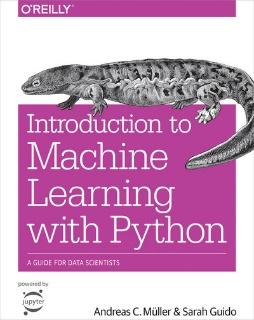 O'REILLY®
Introduction to
Machine
Learning
with Python
A GUIDE FOR DATA SCIENTISTS
powered by
jupyter
Andreas C. Müller & Sarah Guido